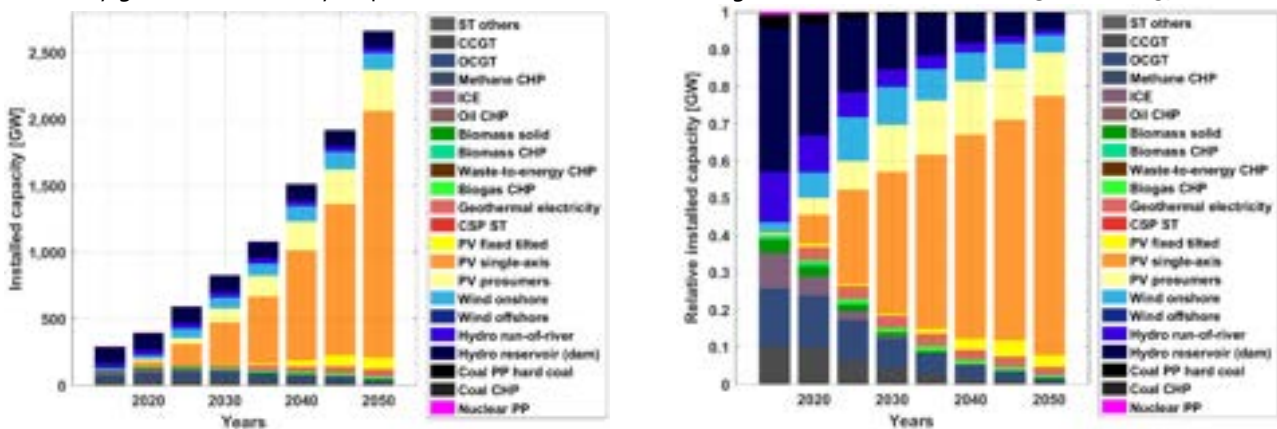 2,500
2,000
1,500
1,000
500
0
Installed capacity [GW]
2020
2030
2040
2050
Years
ST others
CCGT
OCGT
Methane CHP
ICE
Oil CHP
Biomass solid
Biomass CHP
Waste-to-energy CHP
Biogas CHP
Geothermal electricity
CSP ST
PV fixed tilted
PV single-axis
PV prosumers
Wind onshore
Wind offshore
Hydro run-of-river
Hydro reservoir (dam)
Coal PP hard coal
Coal CHP
Nuclear PP
1
0.9
0.8
0.7
0.6
0.5
0.4
0.3
0.2
0.1
0
Relative installed capacity [GW]
2020
2030
2040
2050
Years
ST others
CCGT
OCGT
Methane CHP
ICE
Oil CHP
Biomass solid
Biomass CHP
Waste-to-energy CHP
Biogas CHP
Geothermal electricity
CSP ST
PV fixed tilted
PV single-axis
PV prosumers
Wind onshore
Wind offshore
Hydro run-of-river
Hydro reservoir (dam)
Coal PP hard coal
Coal CHP
Nuclear PP